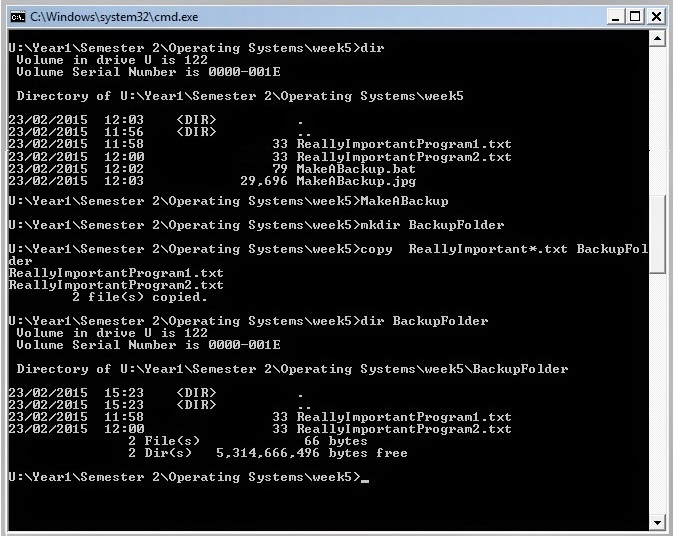 C:\Windows\system32\cmd.exe
U:\Year1\Semester 2\Operating Systems\week5>dir
 Volume in drive U is 122
 Volume Serial Number is 0000-001E
 Directory of U:\Year1\Semester 2\Operating Systems\week5
23/02/2015  12:03    <DIR>          .
23/02/2015  11:56    <DIR>          ..
23/02/2015  11:58                33 ReallyImportantProgram1.txt
23/02/2015  12:00                33 ReallyImportantProgram2.txt
23/02/2015  12:02                79 MakeABackup.bat
23/02/2015  12:03            29,696 MakeABackup.jpg
U:\Year1\Semester 2\Operating Systems\week5>MakeABackup
U:\Year1\Semester 2\Operating Systems\week5>mkdir BackupFolder
U:\Year1\Semester 2\Operating Systems\week5>copy  ReallyImportant*.txt BackupFol
der
ReallyImportantProgram1.txt
ReallyImportantProgram2.txt
        2 file(s) copied.
U:\Year1\Semester 2\Operating Systems\week5>dir BackupFolder
 Volume in drive U is 122
 Volume Serial Number is 0000-001E
 Directory of U:\Year1\Semester 2\Operating Systems\week5\BackupFolder
23/02/2015  15:23    <DIR>          .
23/02/2015  15:23    <DIR>          ..
23/02/2015  11:58                33 ReallyImportantProgram1.txt
23/02/2015  12:00                33 ReallyImportantProgram2.txt
               2 File(s)             66 bytes
               2 Dir(s)   5,314,666,496 bytes free
U:\Year1\Semester 2\Operating Systems\week5>_